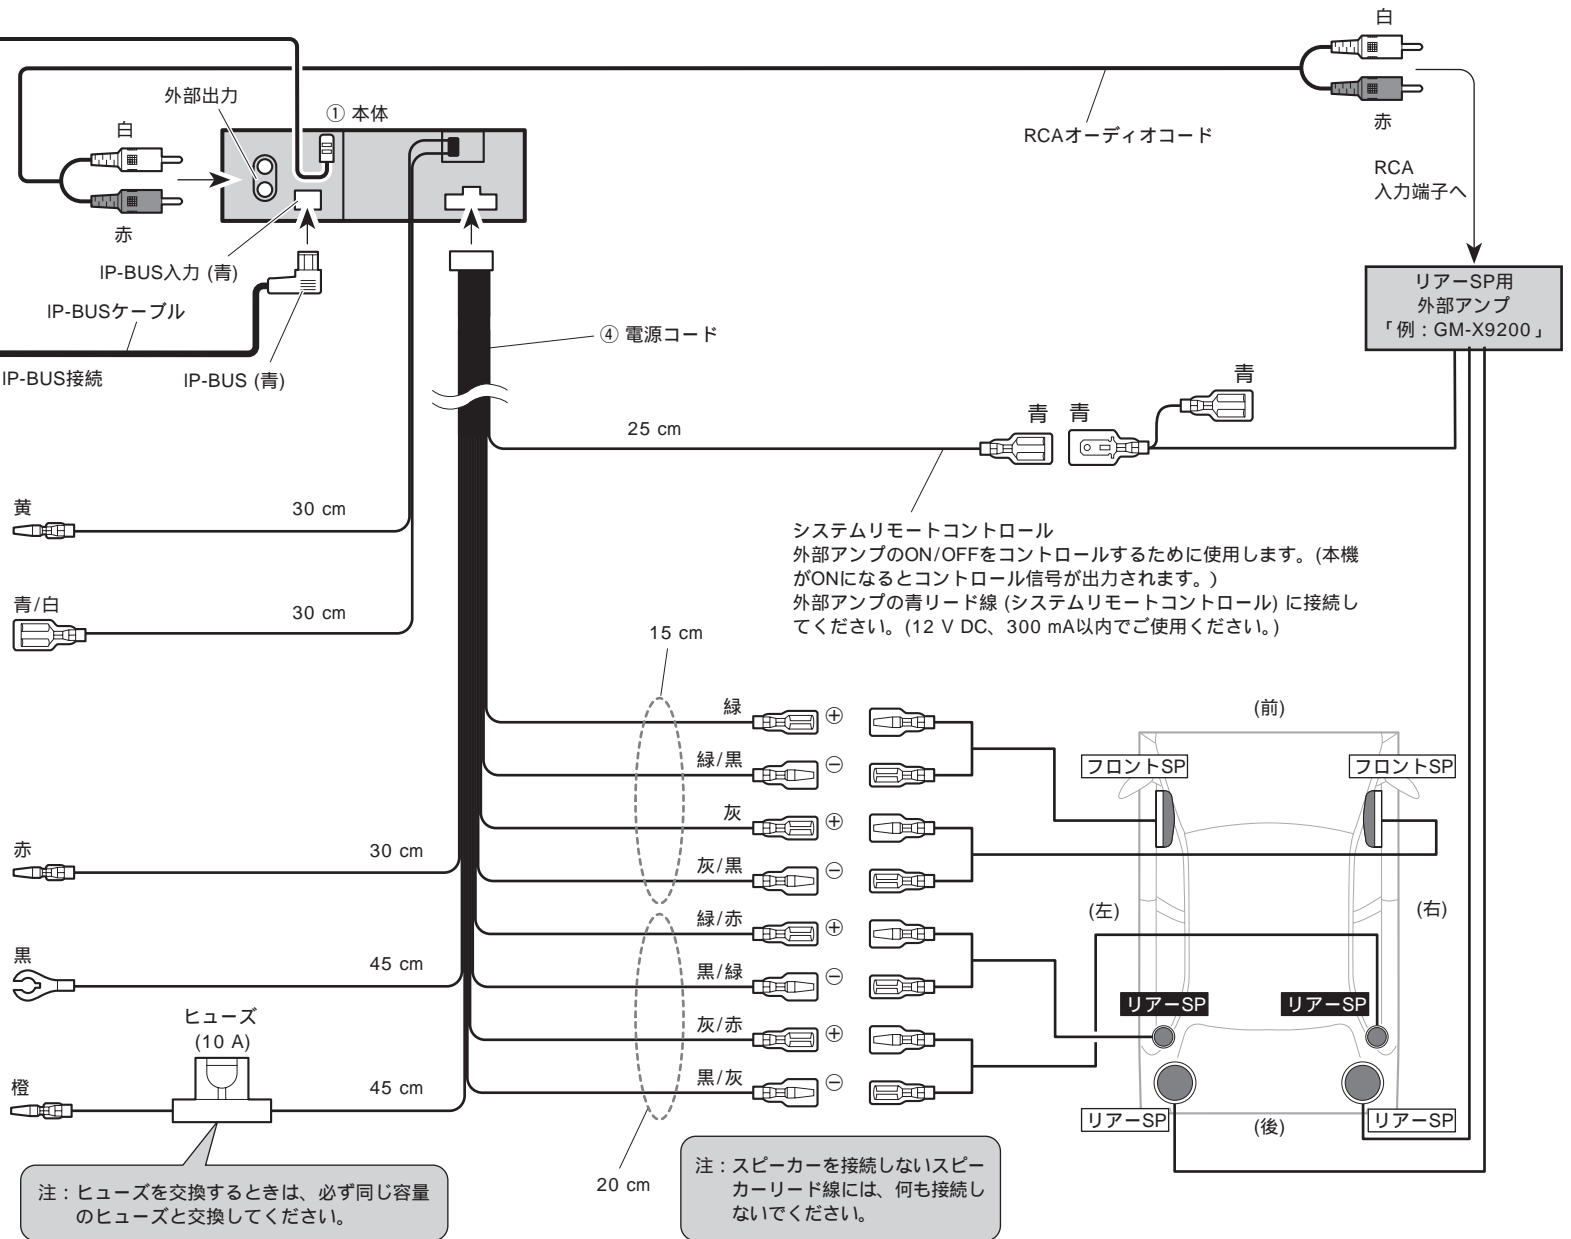 白
赤
RCAオーディオコード
RCA
入力端子へ
外部出力
① 本体
白
赤
IP-BUS入力 (青)
IP-BUSケーブル
IP-BUS接続
IP-BUS (青)
④ 電源コード
リアーSP用
外部アンプ
「例：GM-X9200」
25 cm
青
青
青
システムリモートコントロール
外部アンプのON/OFFをコントロールするために使用します。(本機
がONになるとコントロール信号が出力されます。)
外部アンプの青リード線 (システムリモートコントロール) に接続し
てください。(12 V DC、300 mA以内でご使用ください。)
黄
30 cm
青/白
30 cm
赤
30 cm
黒
45 cm
ヒューズ
(10 A)
橙
45 cm
注：ヒューズを交換するときは、必ず同じ容量
のヒューズと交換してください。
15 cm
緑
⊕
緑/黒
⊖
灰
⊕
灰/黒
⊖
緑/赤
⊕
黒/緑
⊖
灰/赤
⊕
黒/灰
⊖
20 cm
注：スピーカーを接続しないスピー
カーリード線には、何も接続し
ないでください。
(前)
フロントSP
フロントSP
(左)
(右)
リアーSP
リアーSP
リアーSP
(後)
リアーSP